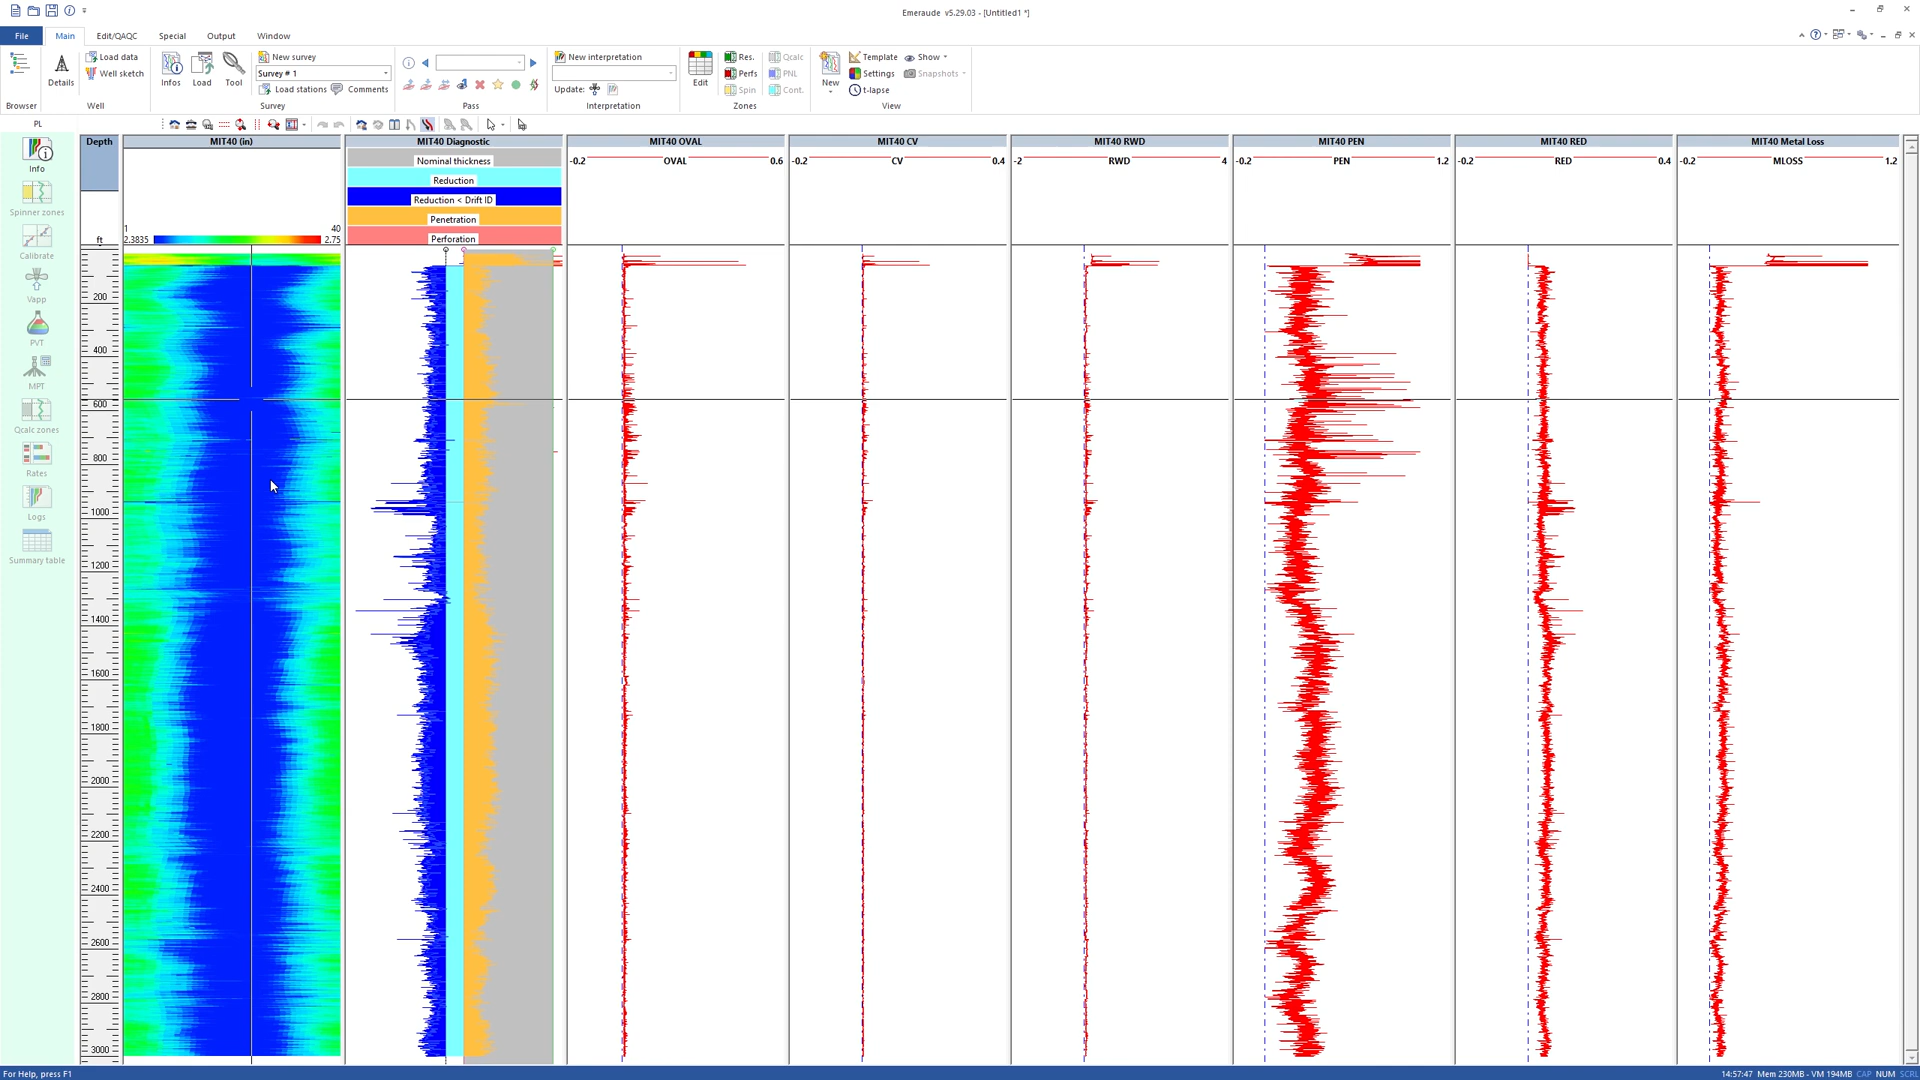 Emeraude v5.29.03 - [Untitled1 *]
File Main Edit/QAQC Special Output Window
Browser
Details
Load data
Well sketch
Well
Infos
Load
Tool
New survey
Survey # 1
Load stations Comments
Survey
Pass
New interpretation
Update:
Interpretation
Edit
Res. Qcalc
Perfs PNL
Spin Cont.
Zones
New
Template Show
Settings Snapshots
t-lapse
View
PL
Info
Spinner zones
Calibrate
Vapp
PVT
MPT
Qcalc zones
Rates
Logs
Summary table
Depth
ft
200
400
600
800
1000
1200
1400
1600
1800
2000
2200
2400
2600
2800
3000
MIT40 (in)
1 40
2.3835 2.75
MIT40 Diagnostic
Nominal thickness
Reduction
Reduction < Drift ID
Penetration
Perforation
MIT40 OVAL
-0.2 OVAL 0.6
MIT40 CV
-0.2 CV 0.4
MIT40 RWD
-2 RWD 4
MIT40 PEN
-0.2 PEN 1.2
MIT40 RED
-0.2 RED 0.4
MIT40 Metal Loss
-0.2 MLOSS 1.2
For Help, press F1
14:57:47 Mem 230MB - VM 194MB CAP NUM SCRL